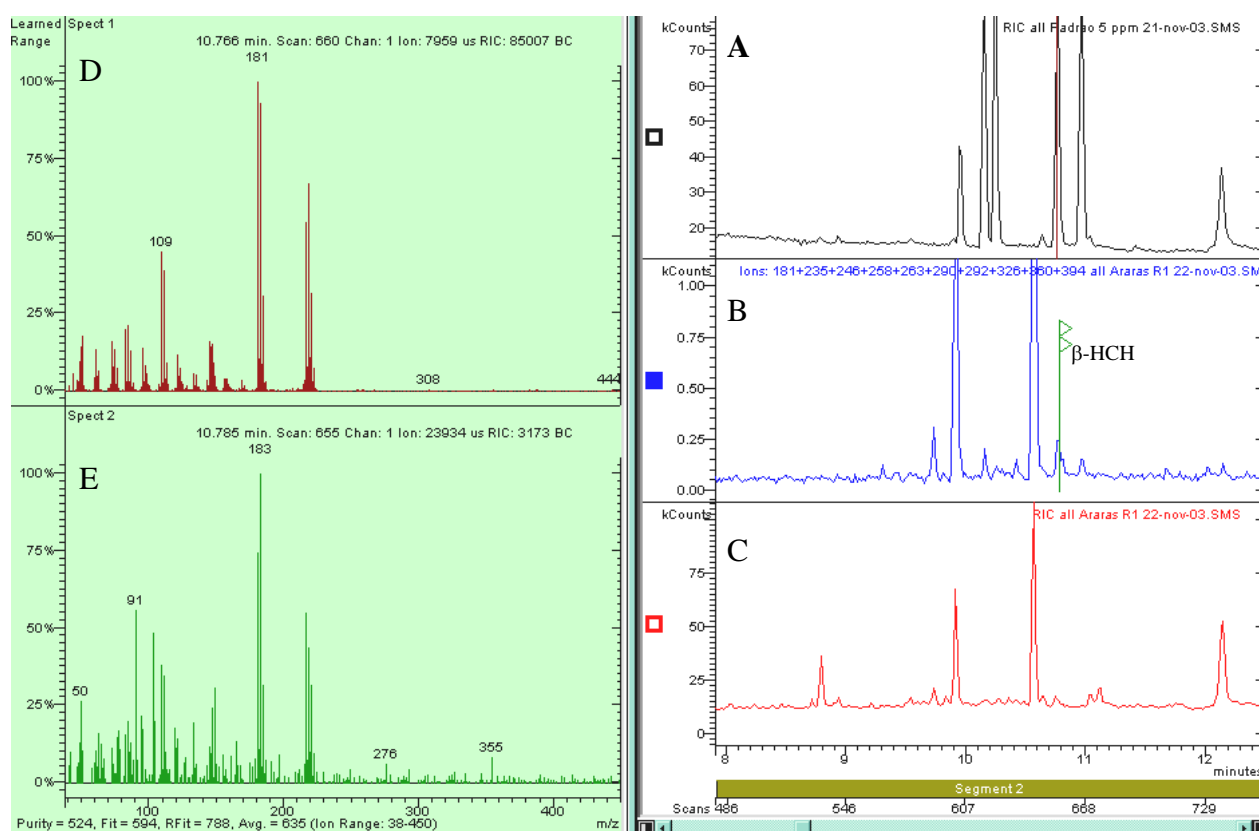 Learned Spect 1
Range
10.766 min. Scan: 660 Chan: 1 Ion: 7959 us RIC: 85007 BC
D
181
100%
75%
50%
109
25%
308
444
0%
Spect 2
10.785 min. Scan: 655 Chan: 1 Ion: 23934 us RIC: 3173 BC
E
183
100%
75%
91
50%
50
25%
276
355
0%
100
200
300
400
Purity = 524, Fit = 594, RFit = 788, Avg. = 635 (Ion Range: 38-450)
m/z
kCounts
RIC all Padrao 5 ppm 21-nov-03.SMS
A
70
60
50
40
30
20
kCounts
Ions: 181+235+246+258+263+290+292+326+360+394 all Araras R1 22-nov-03.SM
1.00
B
0.75
β-HCH
0.50
0.25
0.00
kCounts
RIC all Araras R1 22-nov-03.SMS
C
75
50
25
0
8
9
10
11
12
minutes
Segment 2
Scans
486
546
607
668
729